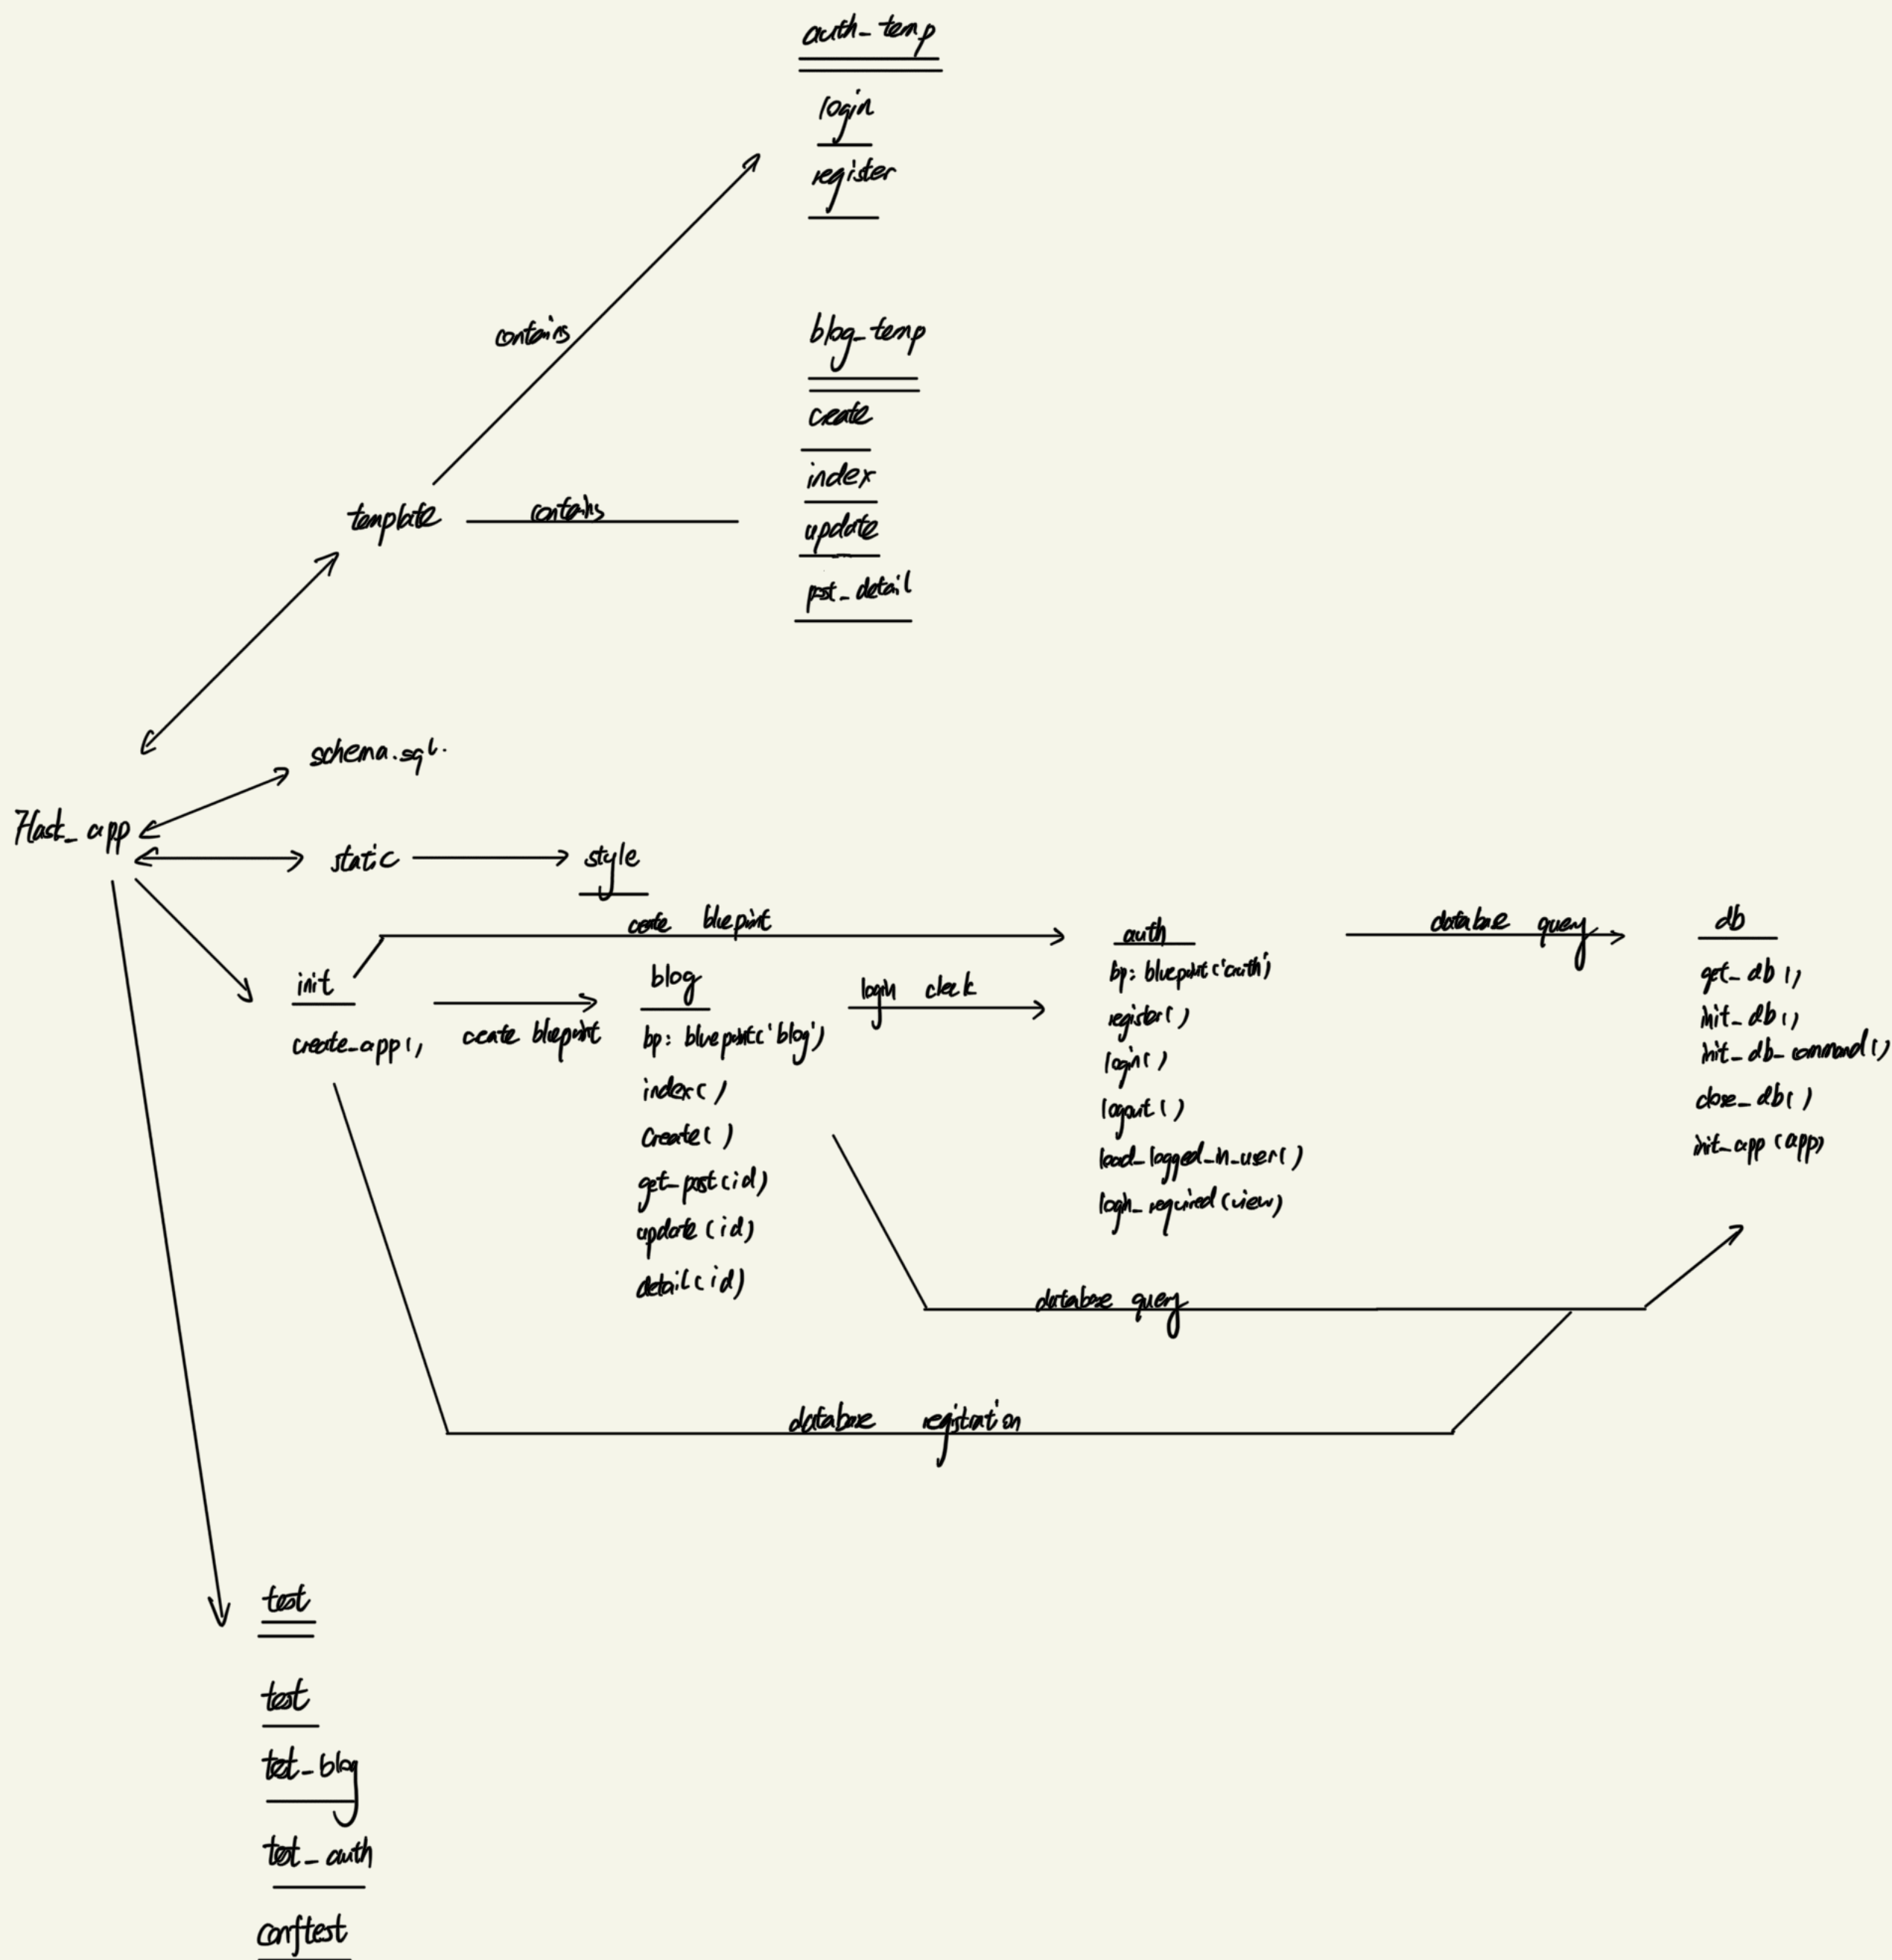 auth_temp
login
register
contains
blog_temp
create
index
update
post_detail
template
contains
schema.sql.
Flask_app
static
style
create blueprint
init
create_app()
create blueprint
blog
bp: blueprint('blog')
index()
create()
get_post(id)
update(id)
detail(id)
login check
auth
bp: blueprint('auth')
register()
login()
logout()
load_logged_in_user()
login_required(view)
database query
db
get_db()
init_db()
init_db_command()
close_db()
init_app(app)
database query
database registration
test
test
test_blog
test_auth
conftest